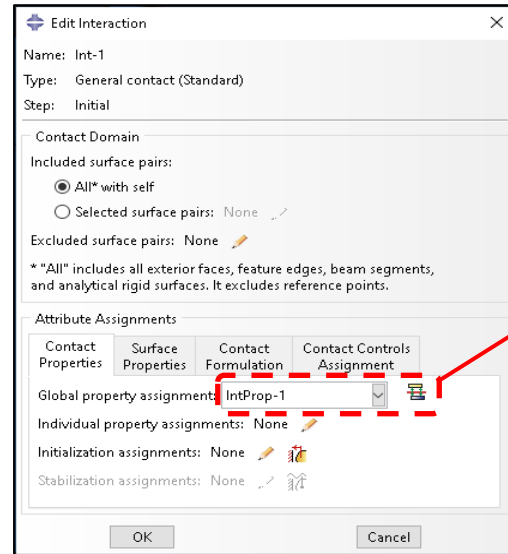 Edit Interaction
Name: Int-1
Type: General contact (Standard)
Step: Initial
Contact Domain
Included surface pairs:
All* with self
Selected surface pairs: None
Excluded surface pairs: None
* "All" includes all exterior faces, feature edges, beam segments,
and analytical rigid surfaces. It excludes reference points.
Attribute Assignments
Contact Properties
Surface Properties
Contact Formulation
Contact Controls Assignment
Global property assignment: IntProp-1
Individual property assignments: None
Initialization assignments: None
Stabilization assignments: None
OK Cancel